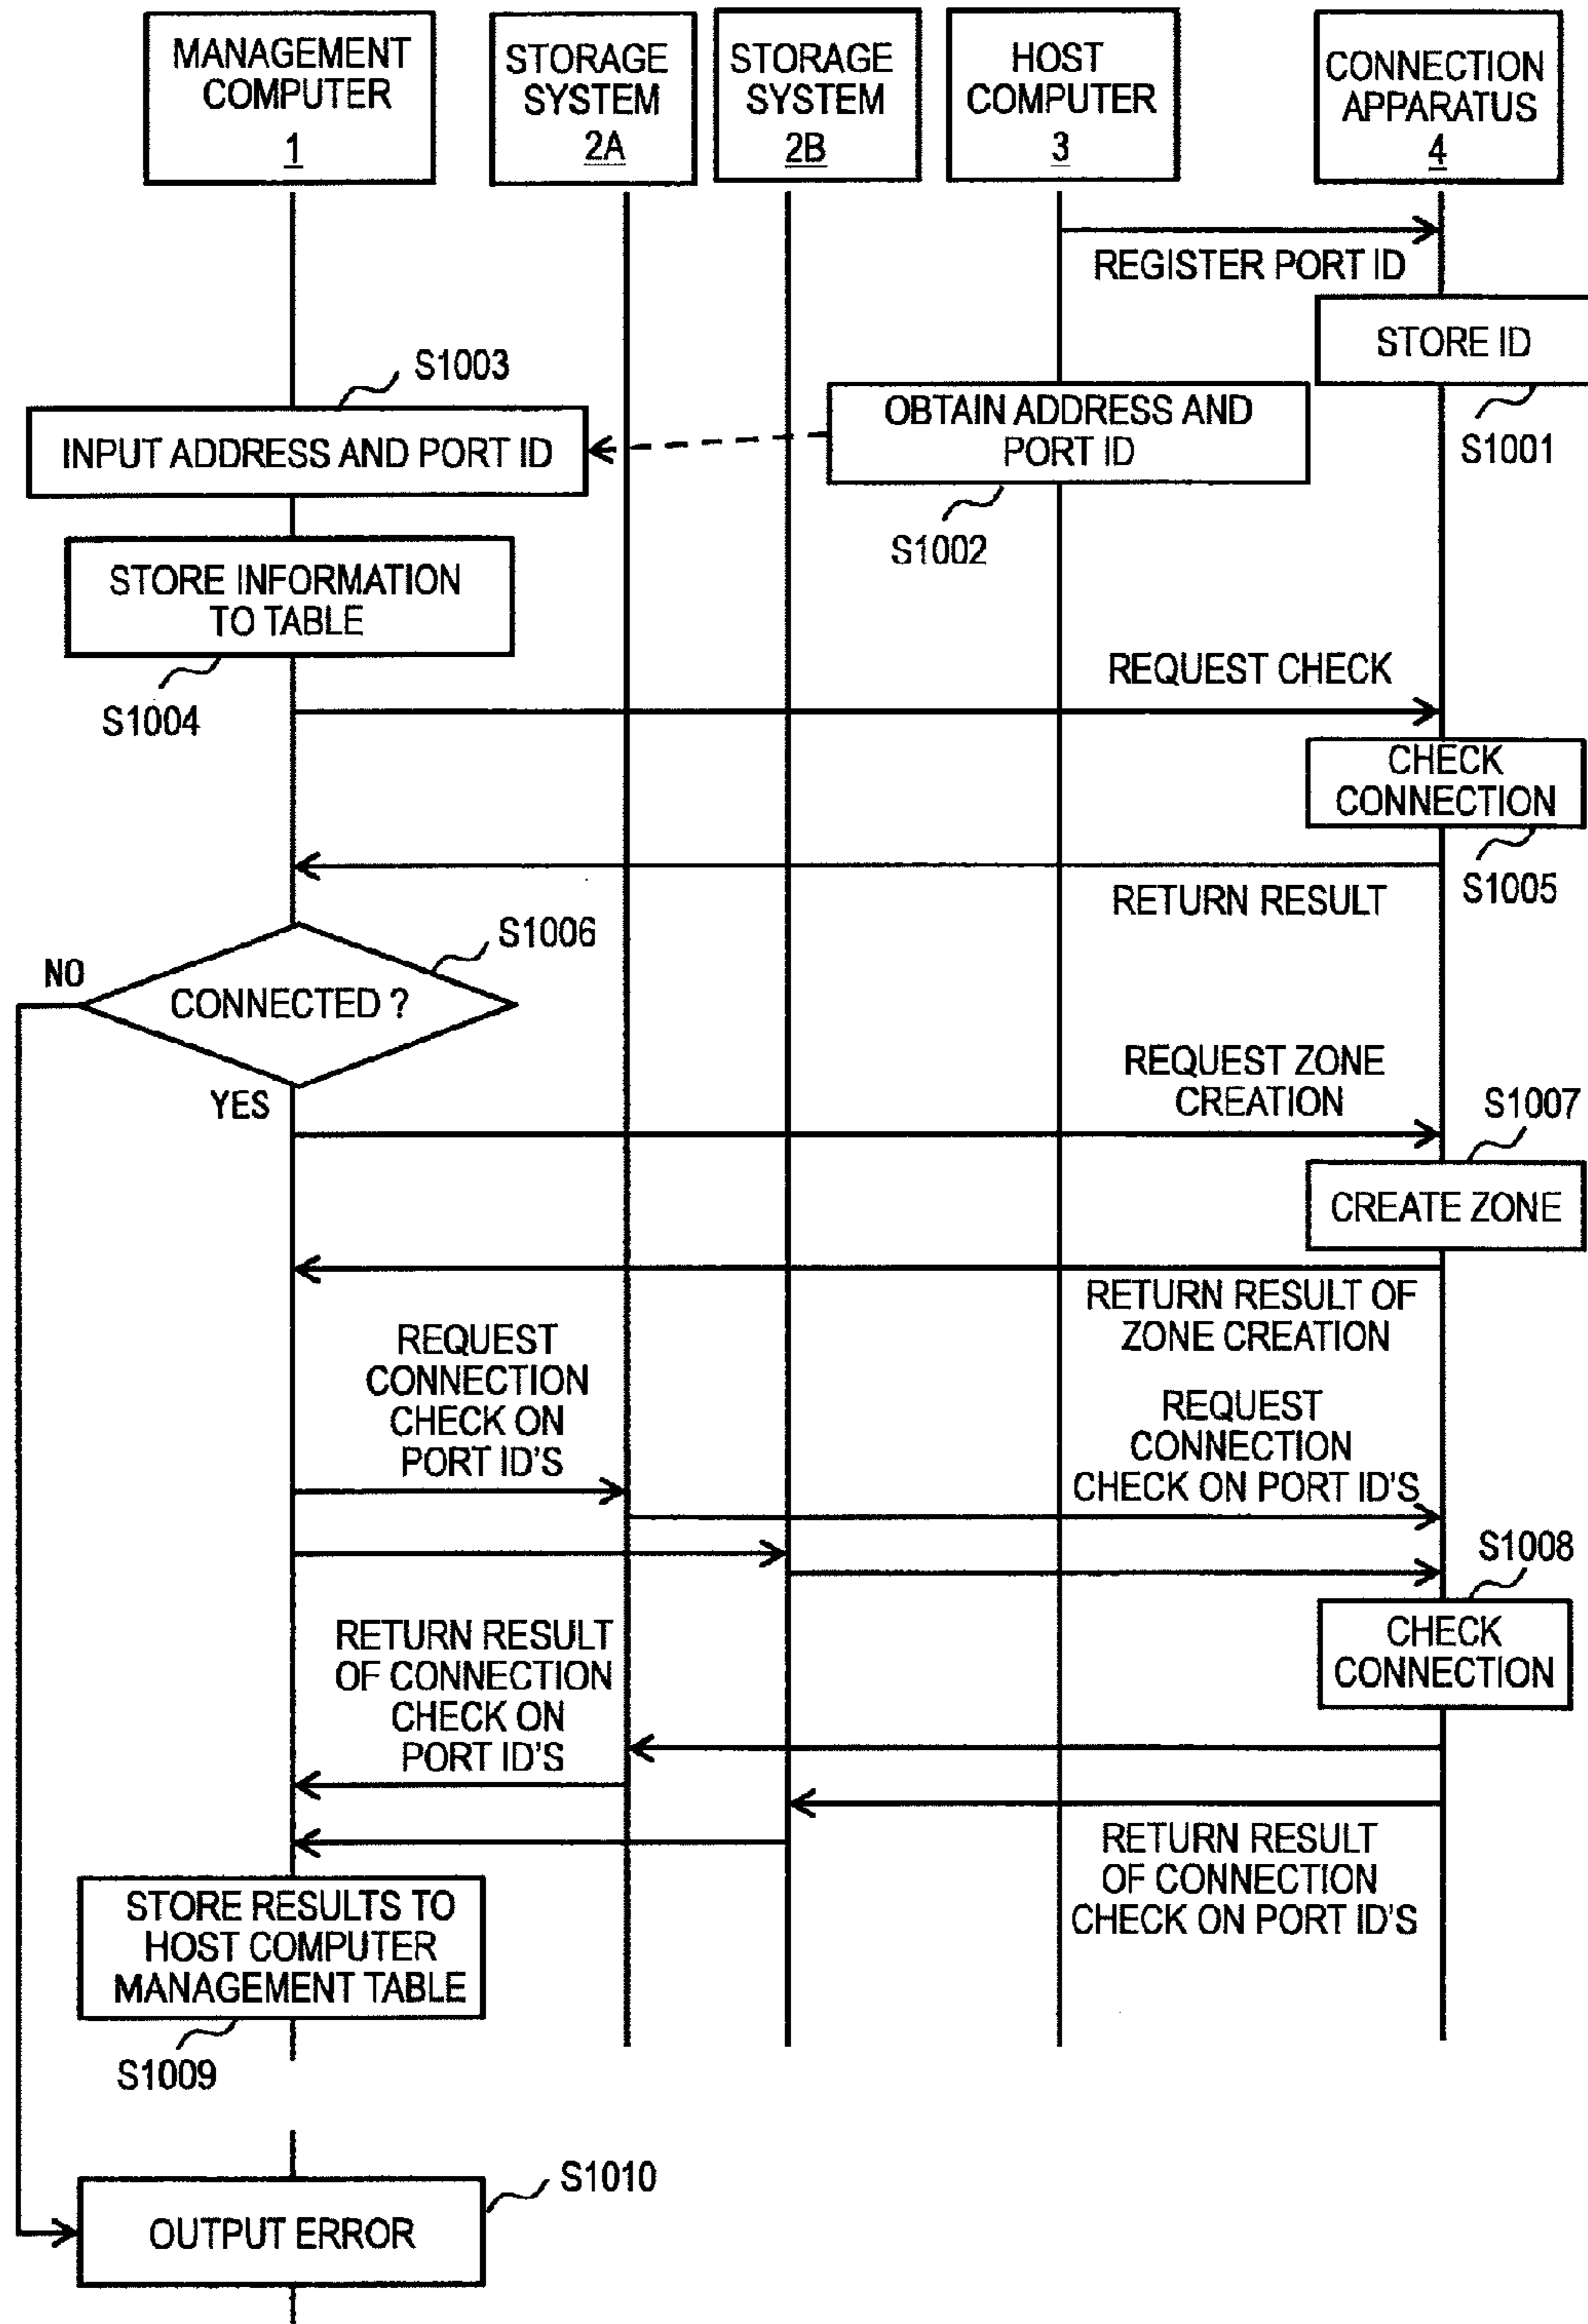 MANAGEMENT
COMPUTER
1
STORAGE
SYSTEM
2A
STORAGE
SYSTEM
2B
HOST
COMPUTER
3
CONNECTION
APPARATUS
4
REGISTER PORT ID
STORE ID
S1001
S1003
INPUT ADDRESS AND PORT ID
OBTAIN ADDRESS AND
PORT ID
S1002
STORE INFORMATION
TO TABLE
S1004
REQUEST CHECK
CHECK
CONNECTION
S1005
RETURN RESULT
S1006
NO
CONNECTED ?
YES
REQUEST ZONE
CREATION
S1007
CREATE ZONE
RETURN RESULT OF
ZONE CREATION
REQUEST
CONNECTION
CHECK ON
PORT ID'S
REQUEST
CONNECTION
CHECK ON PORT ID'S
S1008
CHECK
CONNECTION
RETURN RESULT
OF CONNECTION
CHECK ON
PORT ID'S
RETURN RESULT
OF CONNECTION
CHECK ON PORT ID'S
STORE RESULTS TO
HOST COMPUTER
MANAGEMENT TABLE
S1009
S1010
OUTPUT ERROR